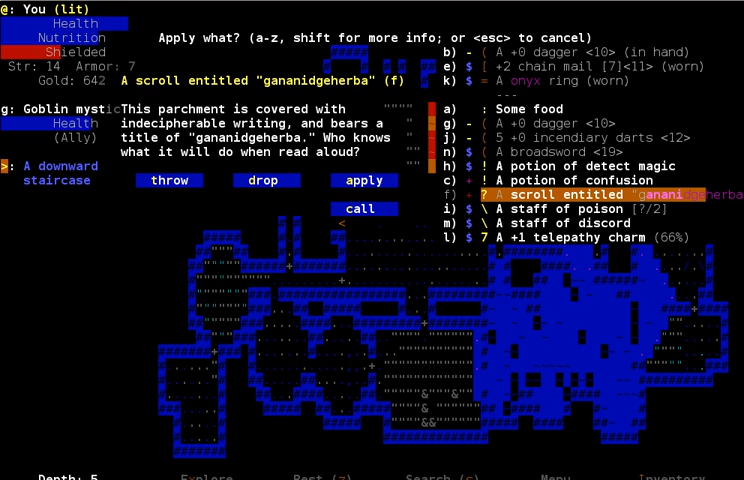 @: You (lit)
Health
Nutrition
Apply what? (a-z, shift for more info; or <esc> to cancel)
Shielded
b) - ( A +0 dagger <10> (in hand)
Str: 14 Armor: 7
e) $ [ +2 chain mail [7]<11> (worn)
Gold: 642
A scroll entitled "gananidgeherba" (f)
k) $ = A onyx ring (worn)
---
g: Goblin mystic
This parchment is covered with
a) : Some food
Health
indecipherable writing, and bears a
g) - ( A +0 dagger <10>
(Ally)
title of "gananidgeherba." Who knows
j) - ( 5 +0 incendiary darts <12>
what it will do when read aloud?
n) $ ( A broadsword <19>
>: A downward
staircase
h) $ ! A potion of detect magic
throw drop apply
c) + ! A potion of confusion
f) + ? A scroll entitled "gananidgeherba
call
i) $ \ A staff of poison [?/2]
m) $ \ A staff of discord
l) $ 7 A +1 telepathy charm (66%)
Depth: 5 Explore Rest (z) Search (s) Menu Inventory